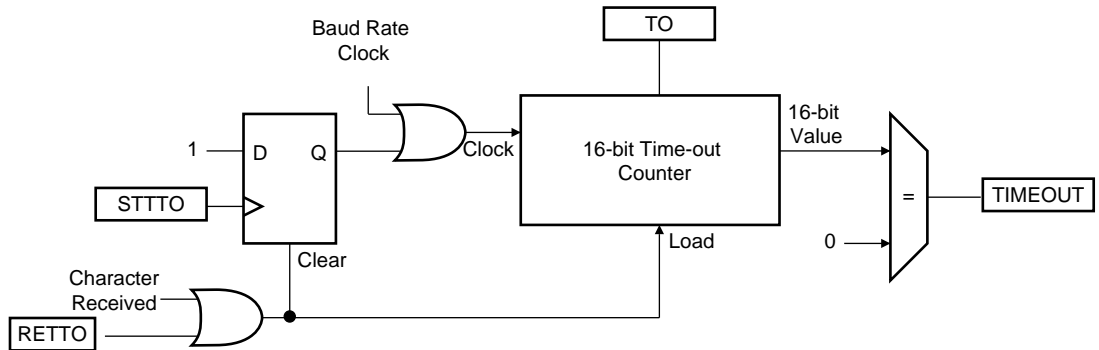 TO
Baud Rate
Clock
16-bit
Value
1
D
Q
Clock
16-bit Time-out
Counter
STTTO
=
TIMEOUT
Clear
Load
0
Character
Received
RETTO